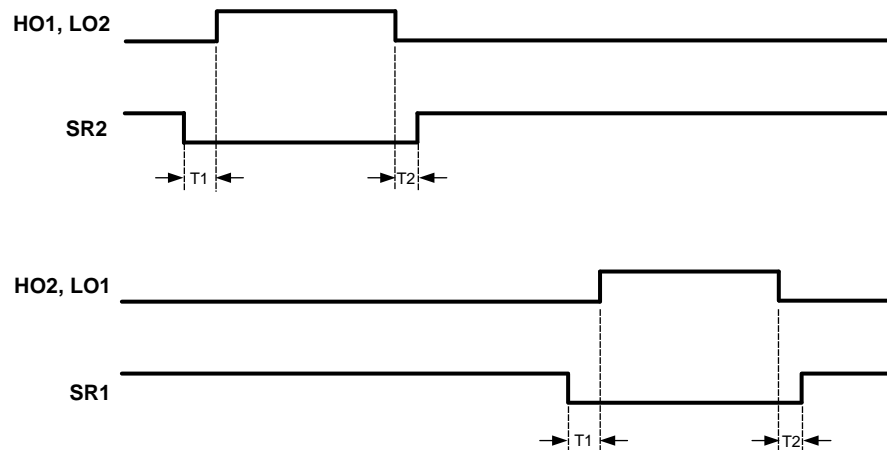 HO1, LO2
SR2
T1
T2
HO2, LO1
SR1
T1
T2